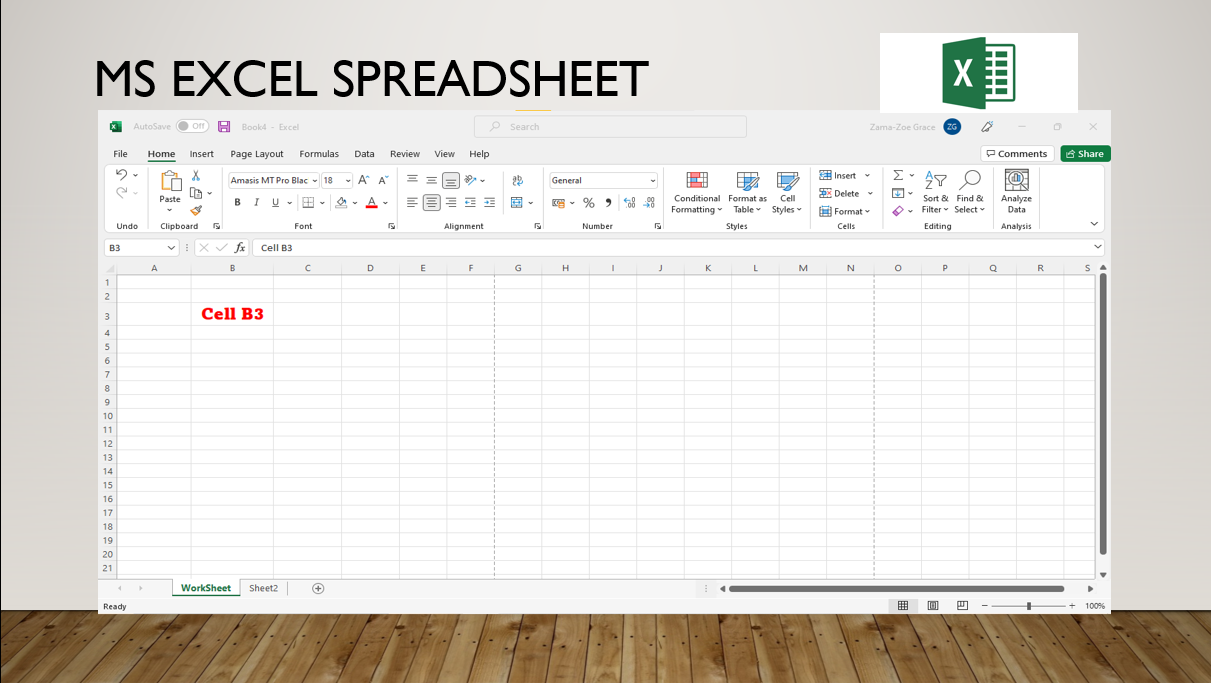 MS EXCEL SPREADSHEET
X
AutoSave Off Book4 - Excel Search Zama-Zoe Grace ZG
File Home Insert Page Layout Formulas Data Review View Help Comments Share
Amasis MT Pro Blac 18 General
Paste
B I U % ,
Conditional Formatting
Format as Table
Cell Styles
Insert
Delete
Format
Sort & Filter
Find & Select
Analyze Data
Undo Clipboard Font Alignment Number Styles Cells Editing Analysis
B3 fx Cell B3
A B C D E F G H I J K L M N O P Q R S
1
2
3 Cell B3
4
5
6
7
8
9
10
11
12
13
14
15
16
17
18
19
20
21
WorkSheet Sheet2
Ready 100%